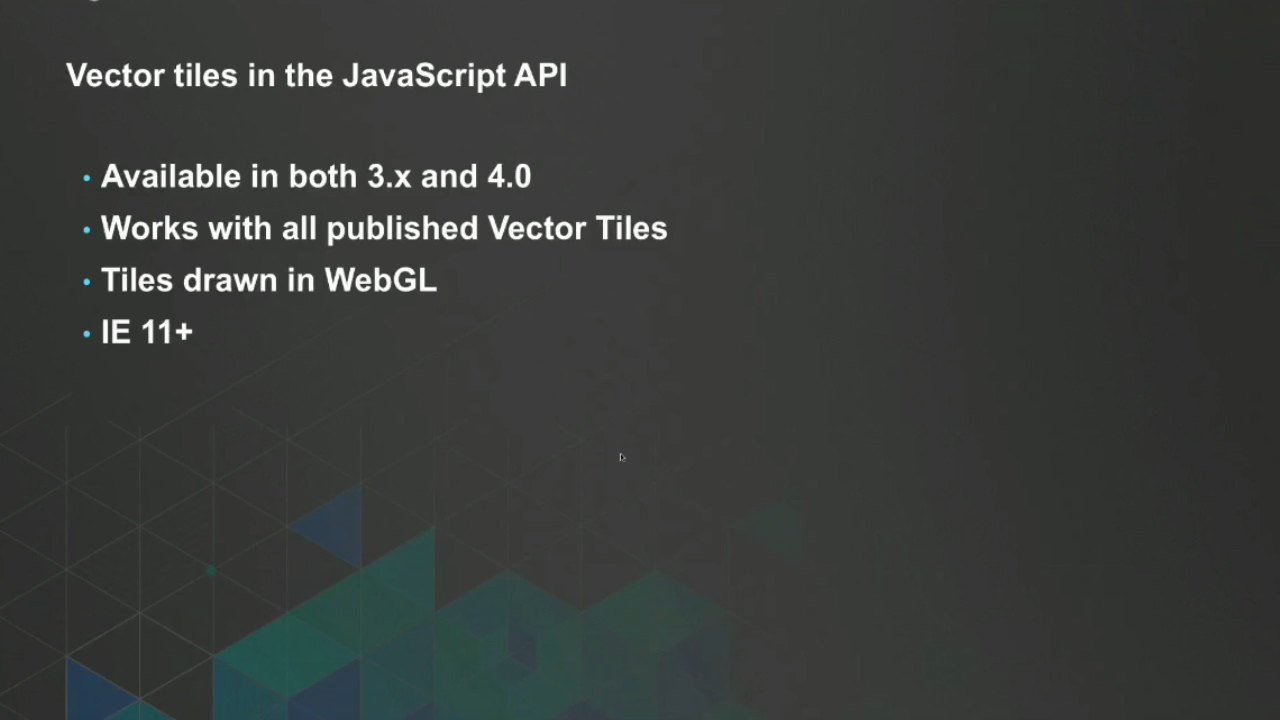 Vector tiles in the JavaScript API
• Available in both 3.x and 4.0
• Works with all published Vector Tiles
• Tiles drawn in WebGL
• IE 11+